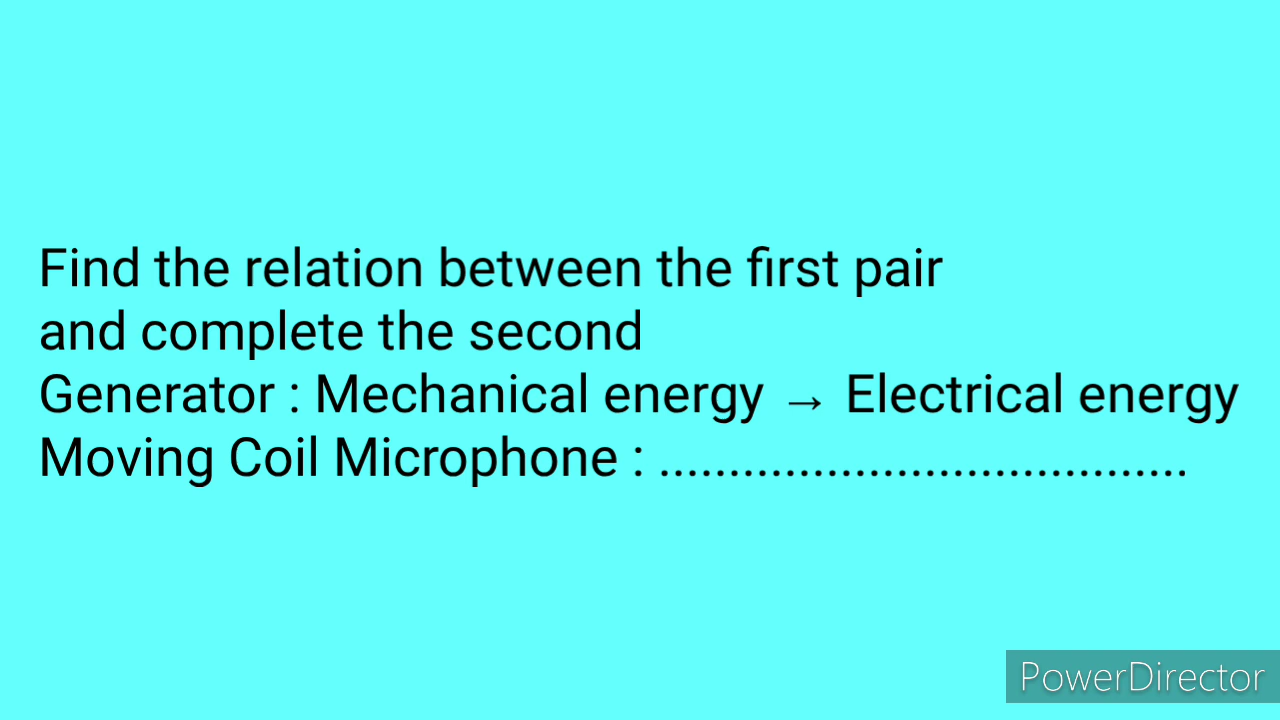 Find the relation between the first pair
and complete the second
Generator : Mechanical energy → Electrical energy
Moving Coil Microphone : ......................................
PowerDirector